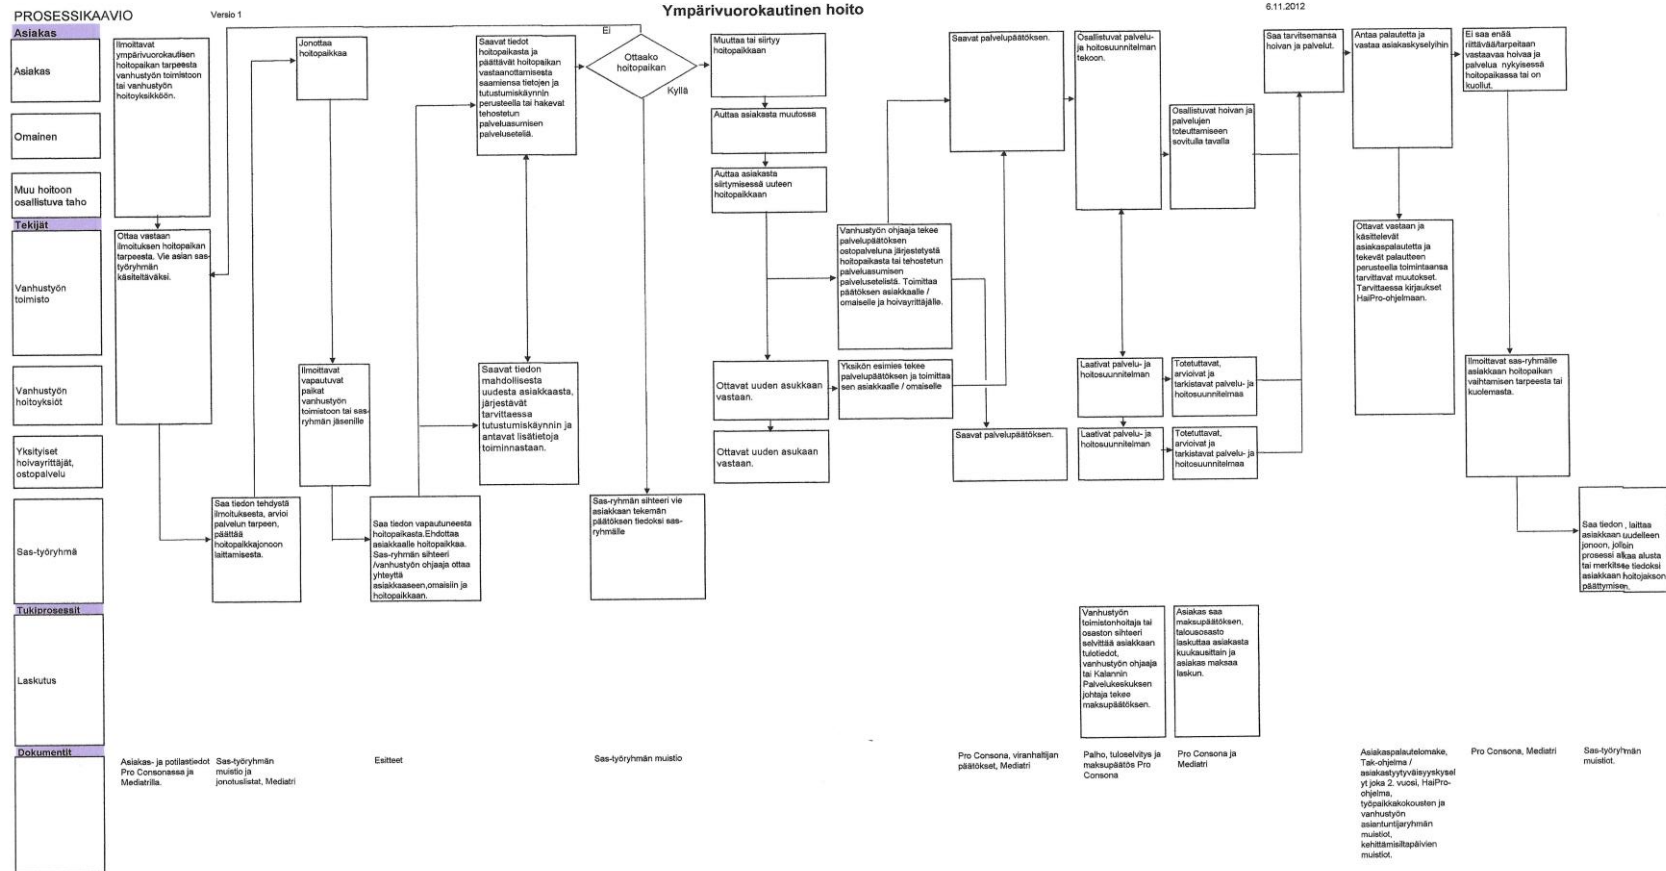 PROSESSIKAAVIO
Versio 1
Ympärivuorokautinen hoito
6.11.2012
Asiakas
Asiakas
Omainen
Muu hoitoon
osallistuva taho
Ilmoittavat
ympärivuorokautisen
hoitopaikan tarpeesta
vanhustyön toimistoon
tai vanhustyön
hoitoyksikköön.
Jonottaa
hoitopaikkaa
Saavat tiedot
hoitopaikasta ja
päättävät hoitopaikan
vastaanottamisesta
saamiensa tietojen ja
tutustumiskäynnin
perusteella tai hakevat
tehostetun
palveluasumisen
palveluseteliä.
Ei
Ottaako
hoitopaikan
Kyllä
Muuttaa tai siirtyy
hoitopaikkaan
Auttaa asiakasta muutossa
Auttaa asiakasta
siirtymisessä uuteen
hoitopaikkaan
Saavat palvelupäätöksen.
Osallistuvat palvelu-
ja hoitosuunnitelman
tekoon.
Osallistuvat hoivan ja
palvelujen
toteuttamiseen
sovitulla tavalla
Saa tarvitsemansa
hoivan ja palvelut.
Antaa palautetta ja
vastaa asiakaskyselyihin
Ei saa enää
riittävää/tarpeitaan
vastaavaa hoivaa ja
palvelua nykyisessä
hoitopaikassa tai on
kuollut.
Tekijät
Vanhustyön
toimisto
Vanhustyön
hoitoyksiöt
Yksityiset
hoivayrittäjät,
ostopalvelu
Sas-työryhmä
Ottaa vastaan
ilmoituksen hoitopaikan
tarpeesta. Vie asian sas-
työryhmän
käsiteltäväksi.
Vanhustyön ohjaaja tekee
palvelupäätöksen
ostopalveluna järjestetystä
hoitopaikasta tai tehostetun
palveluasumisen
palvelusetelistä. Toimittaa
päätöksen asiakkaalle /
omaiselle ja hoivayrittäjälle.
Ottavat vastaan ja
käsittelevät
asiakaspalautetta ja
tekevät palautteen
perusteella toimintaansa
tarvittavat muutokset.
Tarvittaessa kirjaukset
HaiPro-ohjelmaan.
Ilmoittavat
vapautuvat
paikat
vanhustyön
toimistoon tai sas-
ryhmän jäsenille
Saavat tiedon
mahdollisesta
uudesta asiakkaasta,
järjestävät
tarvittaessa
tutustumiskäynnin ja
antavat lisätietoja
toiminnastaan.
Ottavat uuden asukkaan
vastaan.
Yksikön esimies tekee
palvelupäätöksen ja toimittaa
sen asiakkaalle / omaiselle
Laativat palvelu- ja
hoitosuunnitelman
Totetuttavat,
arvioivat ja
tarkistavat palvelu- ja
hoitosuunnitelmaa
Ilmoittavat sas-ryhmälle
asiakkaan hoitopaikan
vaihtamisen tarpeesta tai
kuolemasta.
Ottavat uuden asukaan
vastaan.
Saavat palvelupäätöksen.
Laativat palvelu- ja
hoitosuunnitelman
Totetuttavat,
arvioivat ja
tarkistavat palvelu- ja
hoitosuunnitelmaa
Saa tiedon tehdystä
ilmoituksesta, arvioi
palvelun tarpeen,
päättää
hoitopaikkajonoon
laittamisesta.
Saa tiedon vapautuneesta
hoitopaikasta.Ehdottaa
asiakkaalle hoitopaikkaa.
Sas-ryhmän sihteeri
/vanhustyön ohjaaja ottaa
yhteyttä
asiakkaaseen,omaisiin ja
hoitopaikkaan.
Sas-ryhmän sihteeri vie
asiakkaan tekemän
päätöksen tiedoksi sas-
ryhmälle
Saa tiedon , laittaa
asiakkaan uudelleen
jonoon, jolloin
prosessi alkaa alusta
tai merkitsee tiedoksi
asiakkaan hoitojakson
päättymisen.
Tukiprosessit
Laskutus
Vanhustyön
toimistonhoitaja tai
osaston sihteeri
selvittää asiakkaan
tulotiedot,
vanhustyön ohjaaja
tai Kalannin
Palvelukeskuksen
johtaja tekee
maksupäätöksen.
Asiakas saa
maksupäätöksen,
talousosasto
laskuttaa asiakasta
kuukausittain ja
asiakas maksaa
laskun.
Dokumentit
Asiakas- ja potilastiedot
Pro Consonassa ja
Mediatrilla.
Sas-työryhmän
muistio ja
jonotuslistat, Mediatri
Esitteet
Sas-työryhmän muistio
Pro Consona, viranhaltijan
päätökset, Mediatri
Palho, tuloselvitys ja
maksupäätös Pro
Consona
Pro Consona ja
Mediatri
Asiakaspalautelomake,
Tak-ohjelma /
asiakastyytyväisyyskysel
yt joka 2. vuosi, HaiPro-
ohjelma,
työpaikkakokousten ja
vanhustyön
asiantuntijaryhmän
muistiot,
kehittämisiltapäivien
muistiot.
Pro Consona, Mediatri
Sas-työryhmän
muistiot.